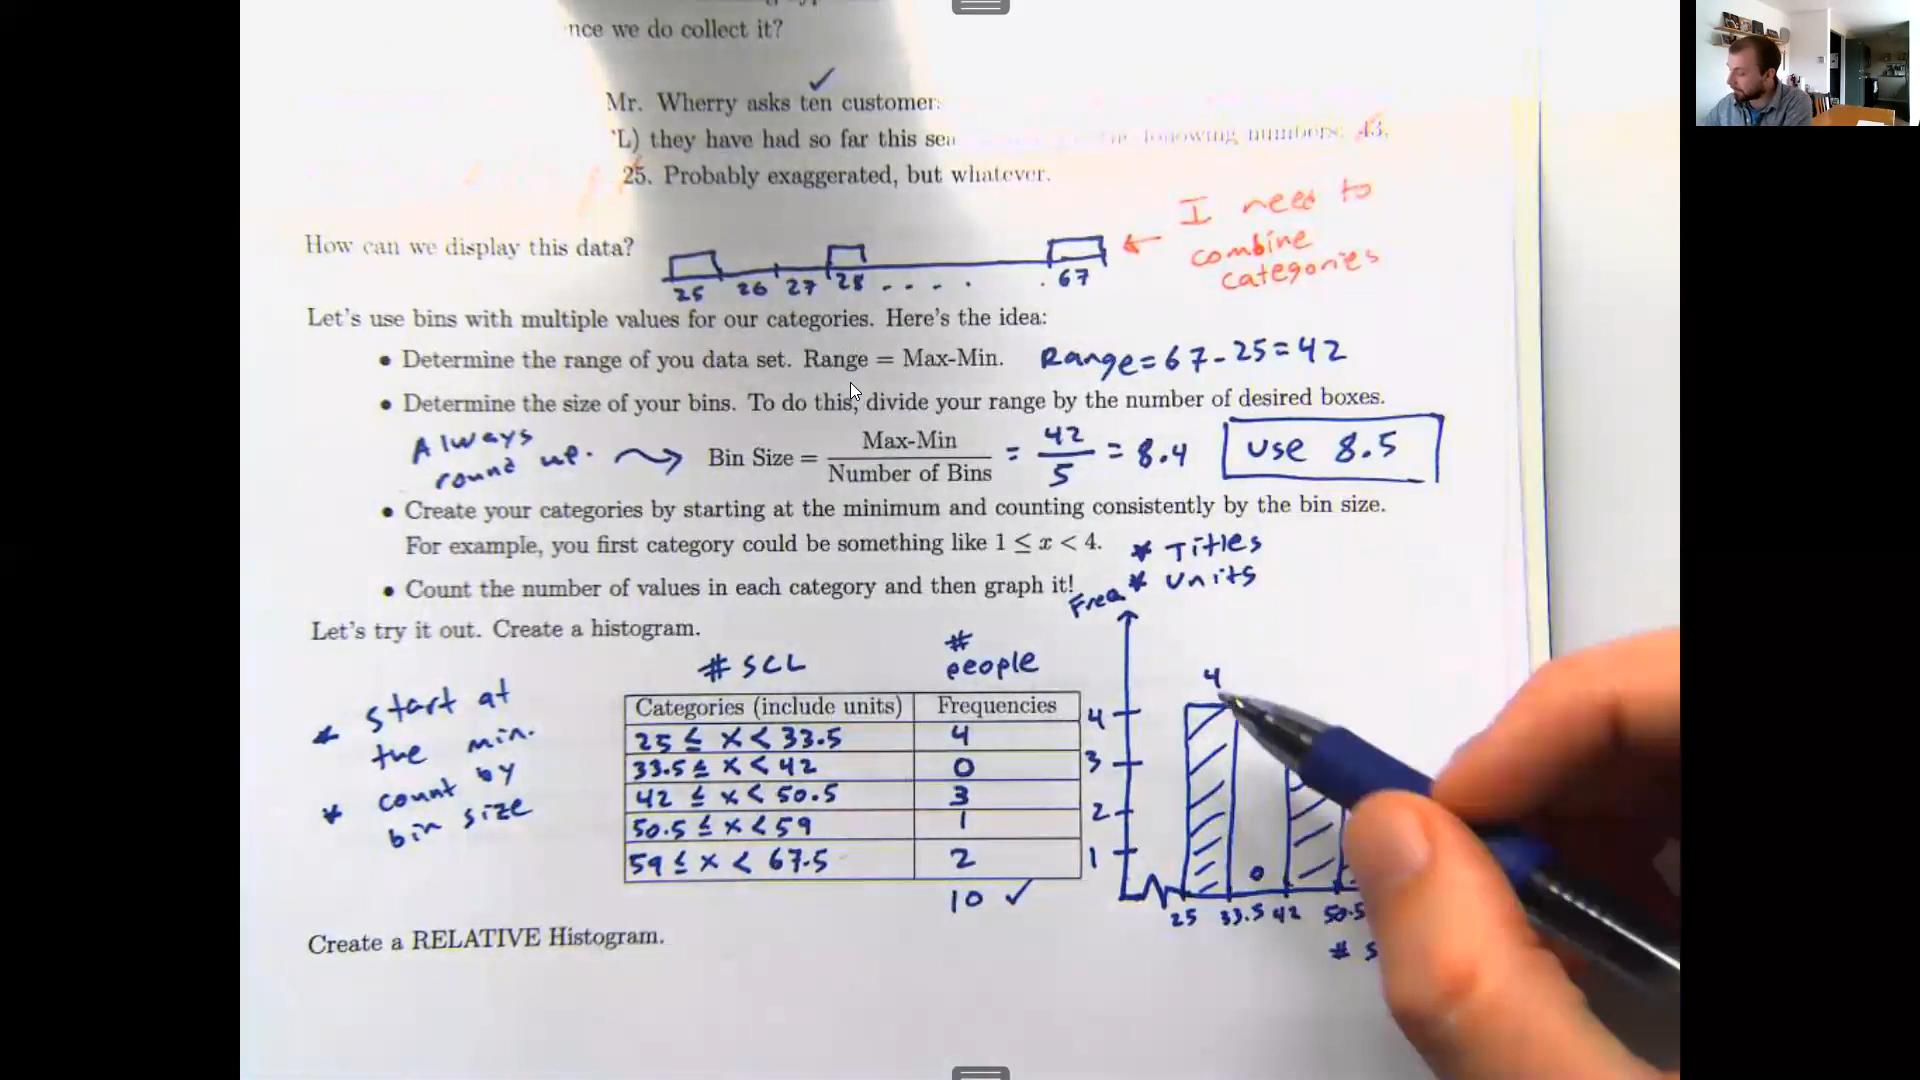 nce we do collect it?
✓
Mr. Wherry asks ten customer
L) they have had so far this sea following numbers: 43,
25. Probably exaggerated, but whatever.
I need to
combine
categories
How can we display this data?
25 26 27 28 - - - . . 67
Let's use bins with multiple values for our categories. Here's the idea:
• Determine the range of you data set. Range = Max-Min. Range = 67 - 25 = 42
• Determine the size of your bins. To do this, divide your range by the number of desired boxes.
Always
round up.
Bin Size = Max-Min / Number of Bins = 42 / 5 = 8.4 use 8.5
• Create your categories by starting at the minimum and counting consistently by the bin size.
For example, you first category could be something like 1 ≤ x < 4.
* Titles
* Units
• Count the number of values in each category and then graph it!
Freq
Let's try it out. Create a histogram.
# SCL
# people
* start at
the min.
* count by
bin size
Categories (include units) Frequencies
25 ≤ x < 33.5 4
33.5 ≤ x < 42 0
42 ≤ x < 50.5 3
50.5 ≤ x < 59 1
59 ≤ x < 67.5 2
10 ✓
4
4
3
2
1
0
25 33.5 42 50.5
# S
Create a RELATIVE Histogram.